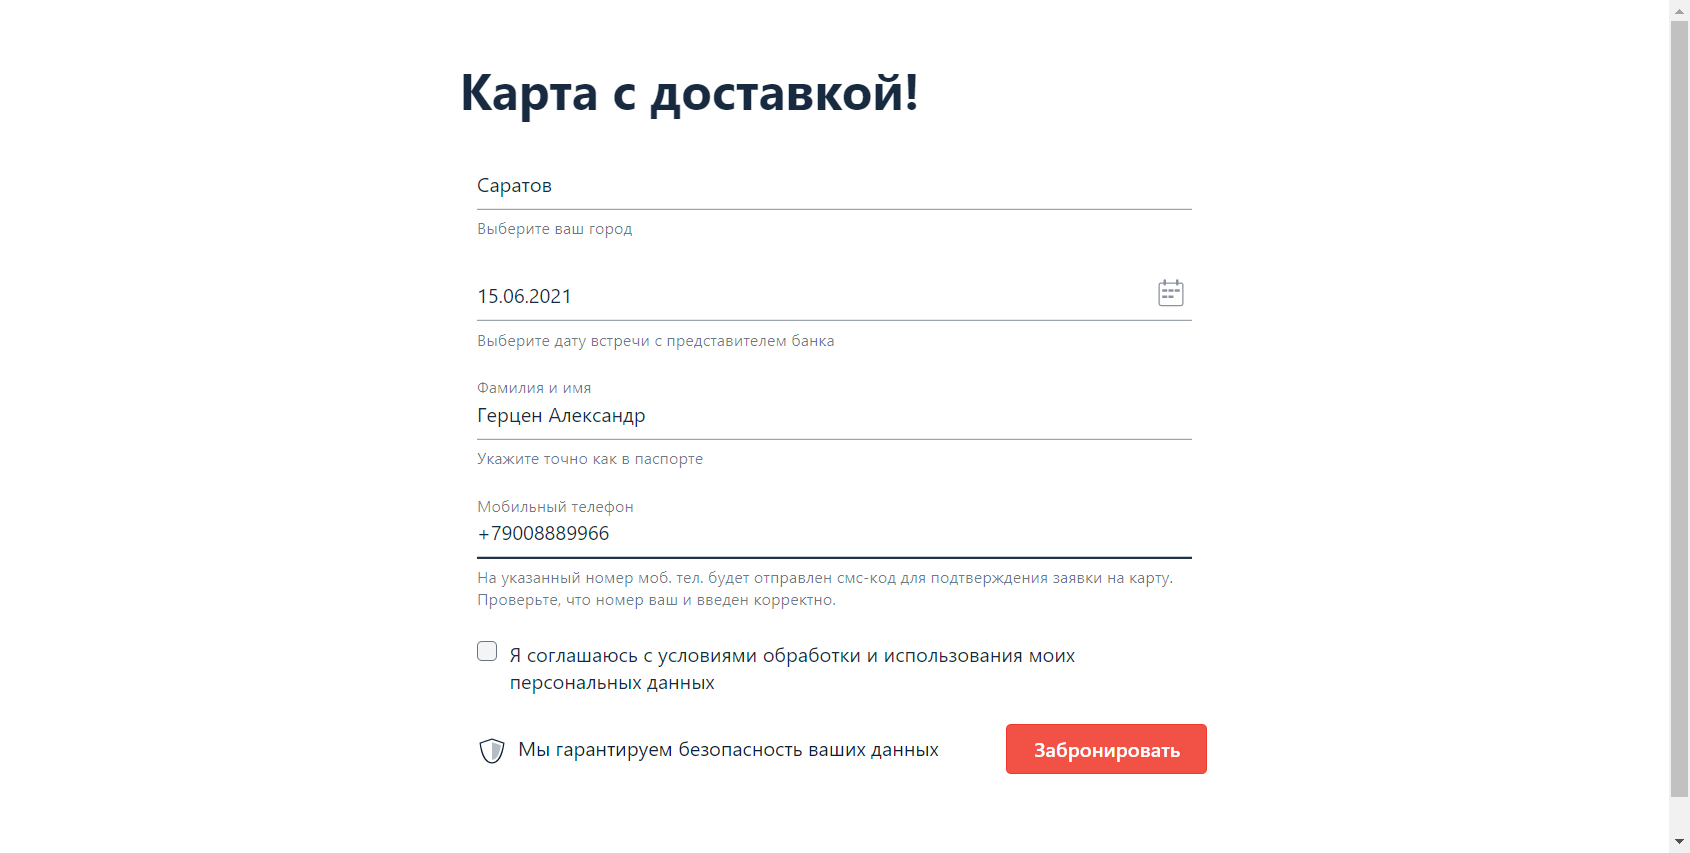 Карта с доставкой!
Саратов
Выберите ваш город
15.06.2021
Выберите дату встречи с представителем банка
Фамилия и имя
Герцен Александр
Укажите точно как в паспорте
Мобильный телефон
+79008889966
На указанный номер моб. тел. будет отправлен смс-код для подтверждения заявки на карту.
Проверьте, что номер ваш и введен корректно.
Я соглашаюсь с условиями обработки и использования моих
персональных данных
Мы гарантируем безопасность ваших данных
Забронировать